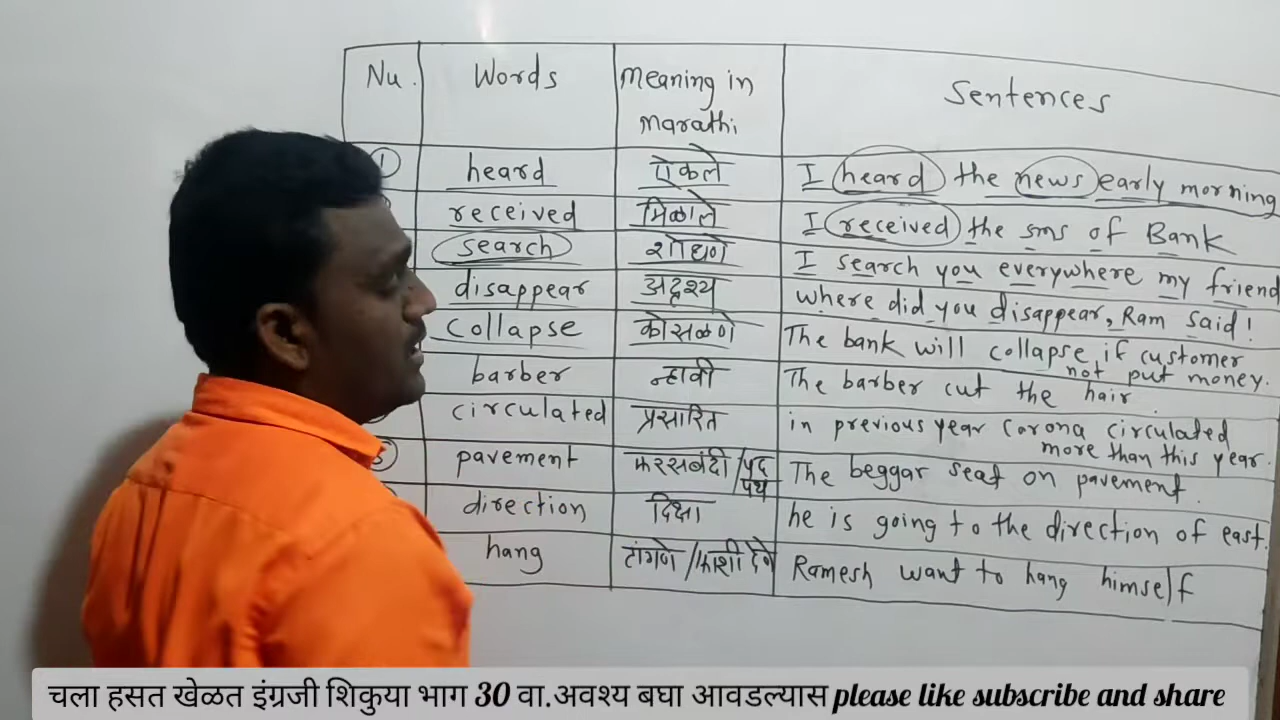 Nu. Words Meaning in Marathi Sentences
① heard ऐकले I heard the news early morning
received मिळाले I received the sms of Bank
search शोधणे I search you everywhere my friend
disappear अदृश्य where did you disappear, Ram said!
collapse कोसळणे The bank will collapse, if customer
not put money.
barber न्हावी The barber cut the hair.
circulated प्रसारित in previous year corona circulated
more than this year.
pavement फरसबंदी/पद पथ The beggar seat on pavement.
direction दिक्षा he is going to the direction of east.
hang टांगणे/फाशी देणे Ramesh want to hang himself
चला हसत खेळत इंग्रजी शिकुया भाग 30 वा.अवश्य बघा आवडल्यास please like subscribe and share